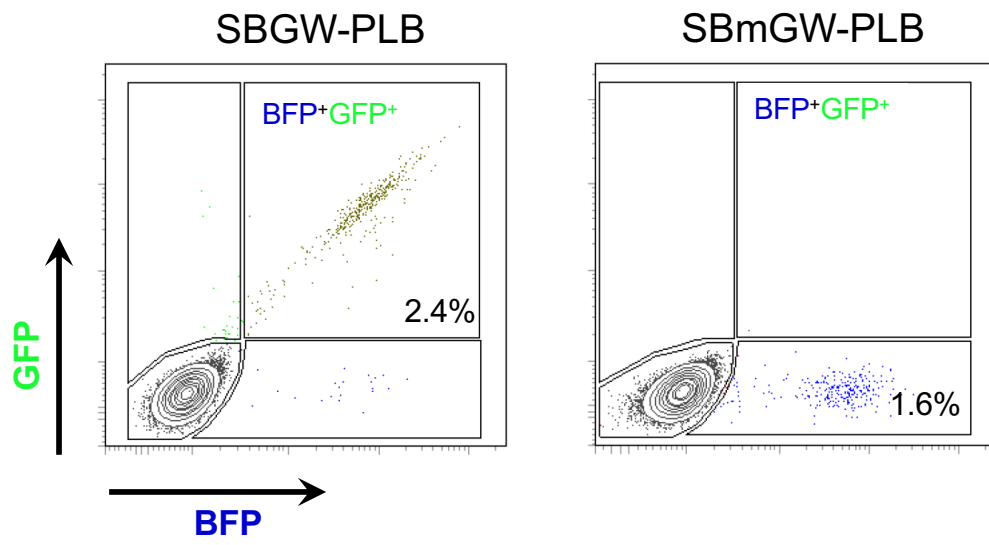 SBGW-PLB
SBmGW-PLB
BFP⁺GFP⁺
BFP⁺GFP⁺
2.4%
1.6%
GFP
BFP